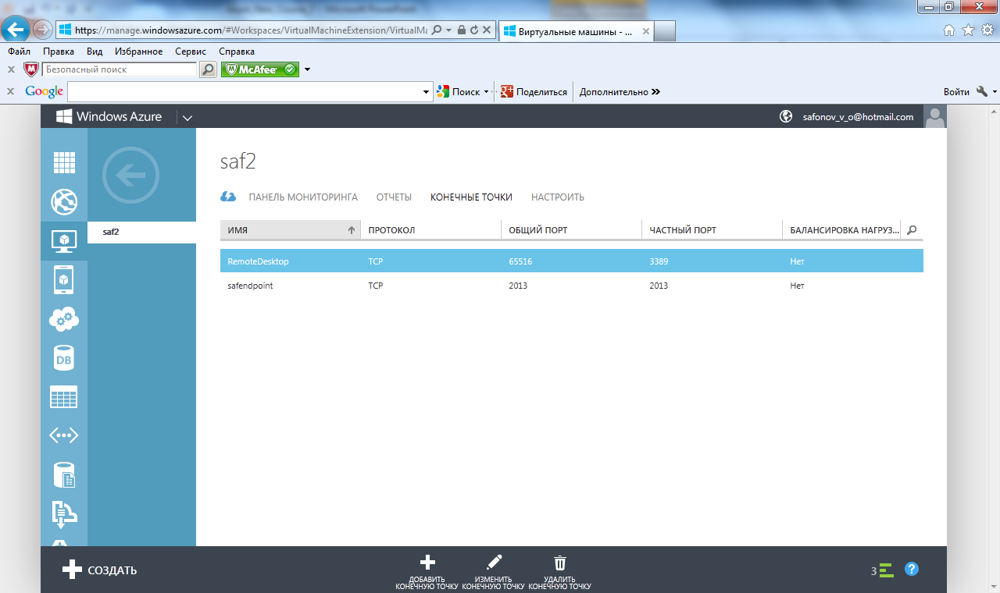 https://manage.windowsazure.com/#Workspaces/VirtualMachineExtension/VirtualMa
Виртуальные машины - ...
Файл Правка Вид Избранное Сервис Справка
x Безопасный поиск McAfee
x Google Поиск Поделиться Дополнительно Войти
Windows Azure safonov_v_o@hotmail.com
saf2
ПАНЕЛЬ МОНИТОРИНГА ОТЧЕТЫ КОНЕЧНЫЕ ТОЧКИ НАСТРОИТЬ
saf2
ИМЯ ПРОТОКОЛ ОБЩИЙ ПОРТ ЧАСТНЫЙ ПОРТ БАЛАНСИРОВКА НАГРУЗ...
RemoteDesktop TCP 65516 3389 Нет
safendpoint TCP 2013 2013 Нет
DB
СОЗДАТЬ
ДОБАВИТЬ КОНЕЧНУЮ ТОЧКУ
ИЗМЕНИТЬ КОНЕЧНУЮ ТОЧКУ
УДАЛИТЬ КОНЕЧНУЮ ТОЧКУ
3 ?